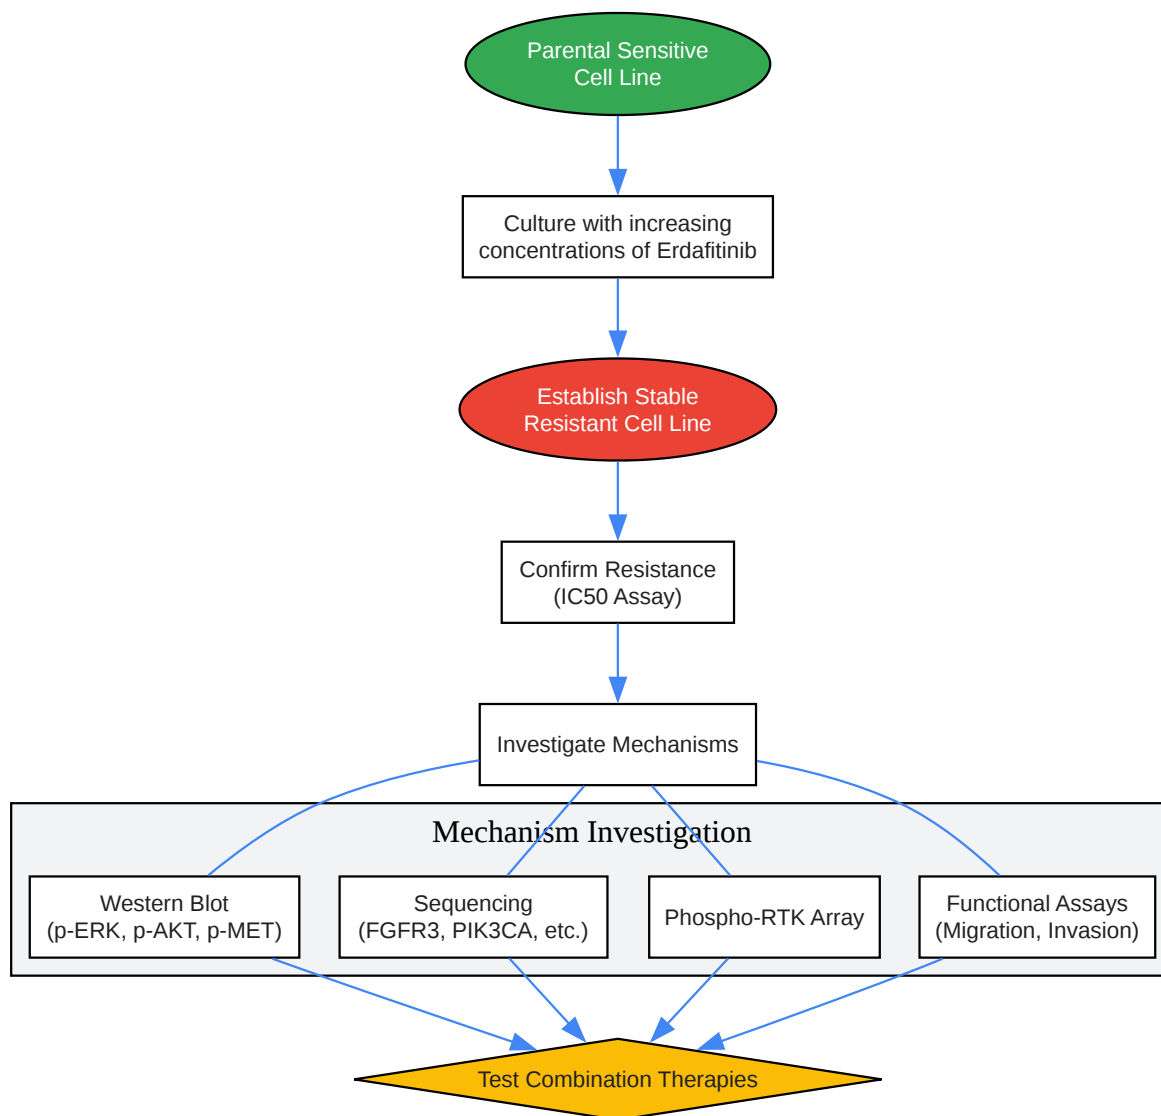 Parental Sensitive
Cell Line
Culture with increasing
concentrations of Erdafitinib
Establish Stable
Resistant Cell Line
Confirm Resistance
(IC50 Assay)
Investigate Mechanisms
Mechanism Investigation
Western Blot
(p-ERK, p-AKT, p-MET)
Sequencing
(FGFR3, PIK3CA, etc.)
Phospho-RTK Array
Functional Assays
(Migration, Invasion)
Test Combination Therapies